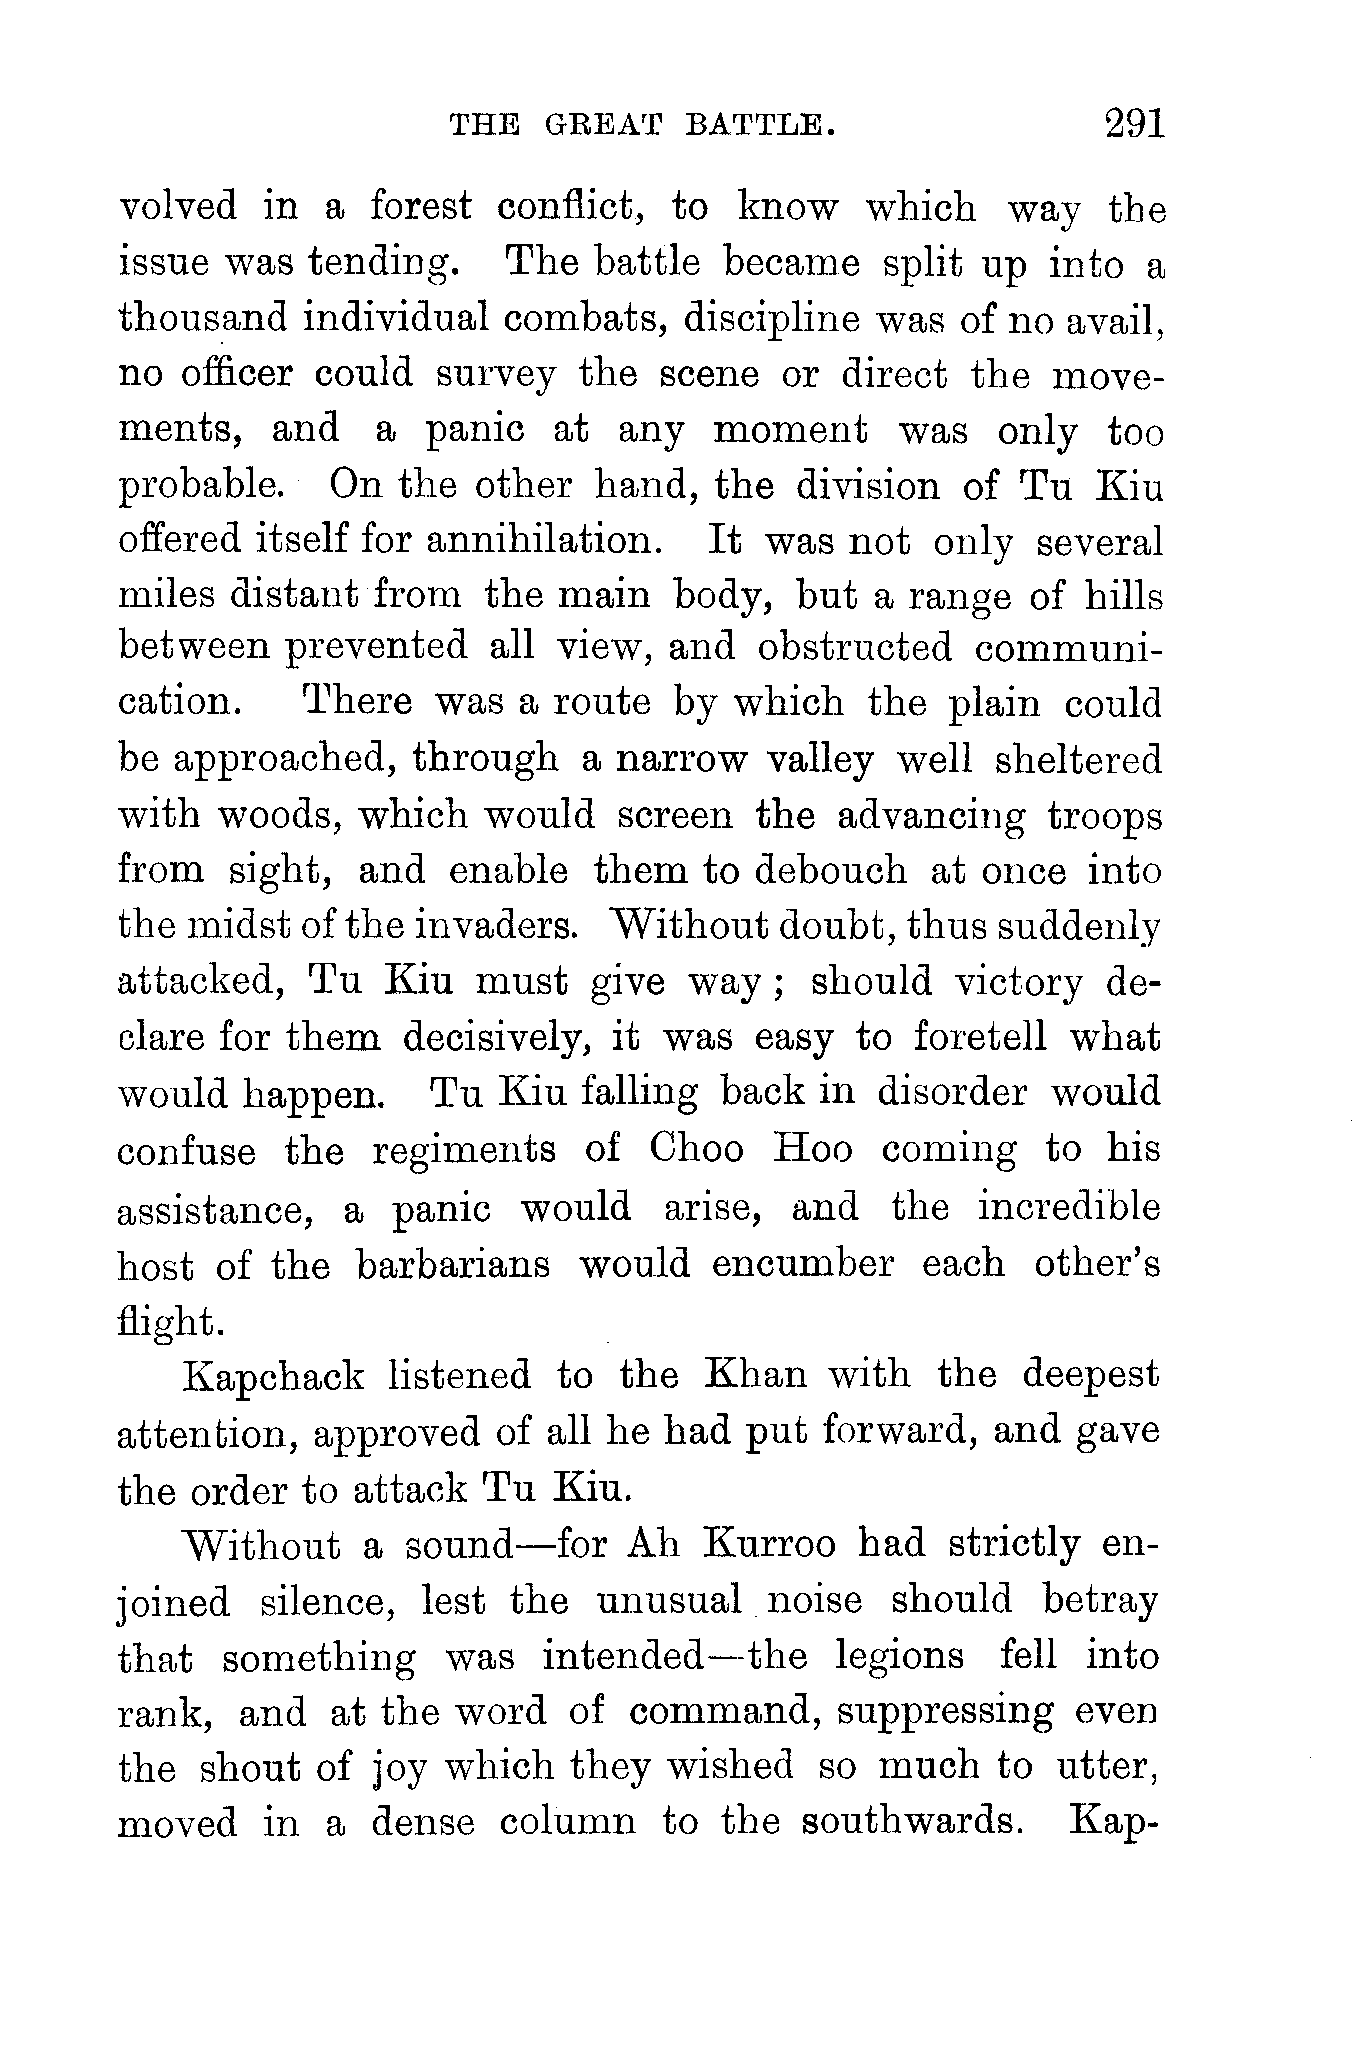 THE GREAT BATTLE. 291
volved in a forest conflict, to know which way the
issue was tending. The battle became split up into a
thousand individual combats, discipline was of no avail,
no officer could survey the scene or direct the move-
ments, and a panic at any moment was only too
probable. On the other hand, the division of Tu Kiu
offered itself for annihilation. It was not only several
miles distant from the main body, but a range of hills
between prevented all view, and obstructed communi-
cation. There was a route by which the plain could
be approached, through a narrow valley well sheltered
with woods, which would screen the advancing troops
from sight, and enable them to debouch at once into
the midst of the invaders. Without doubt, thus suddenly
attacked, Tu Kiu must give way; should victory de-
clare for them decisively, it was easy to foretell what
would happen. Tu Kiu falling back in disorder would
confuse the regiments of Choo Hoo coming to his
assistance, a panic would arise, and the incredible
host of the barbarians would encumber each other's
flight.
Kapchack listened to the Khan with the deepest
attention, approved of all he had put forward, and gave
the order to attack Tu Kiu.
Without a sound—for Ah Kurroo had strictly en-
joined silence, lest the unusual noise should betray
that something was intended—the legions fell into
rank, and at the word of command, suppressing even
the shout of joy which they wished so much to utter,
moved in a dense column to the southwards. Kap-